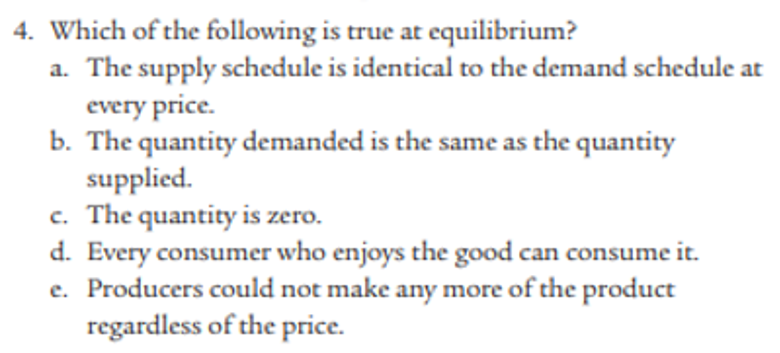 4. Which of the following is true at equilibrium?
a. The supply schedule is identical to the demand schedule at
every price.
b. The quantity demanded is the same as the quantity
supplied.
c. The quantity is zero.
d. Every consumer who enjoys the good can consume it.
e. Producers could not make any more of the product
regardless of the price.